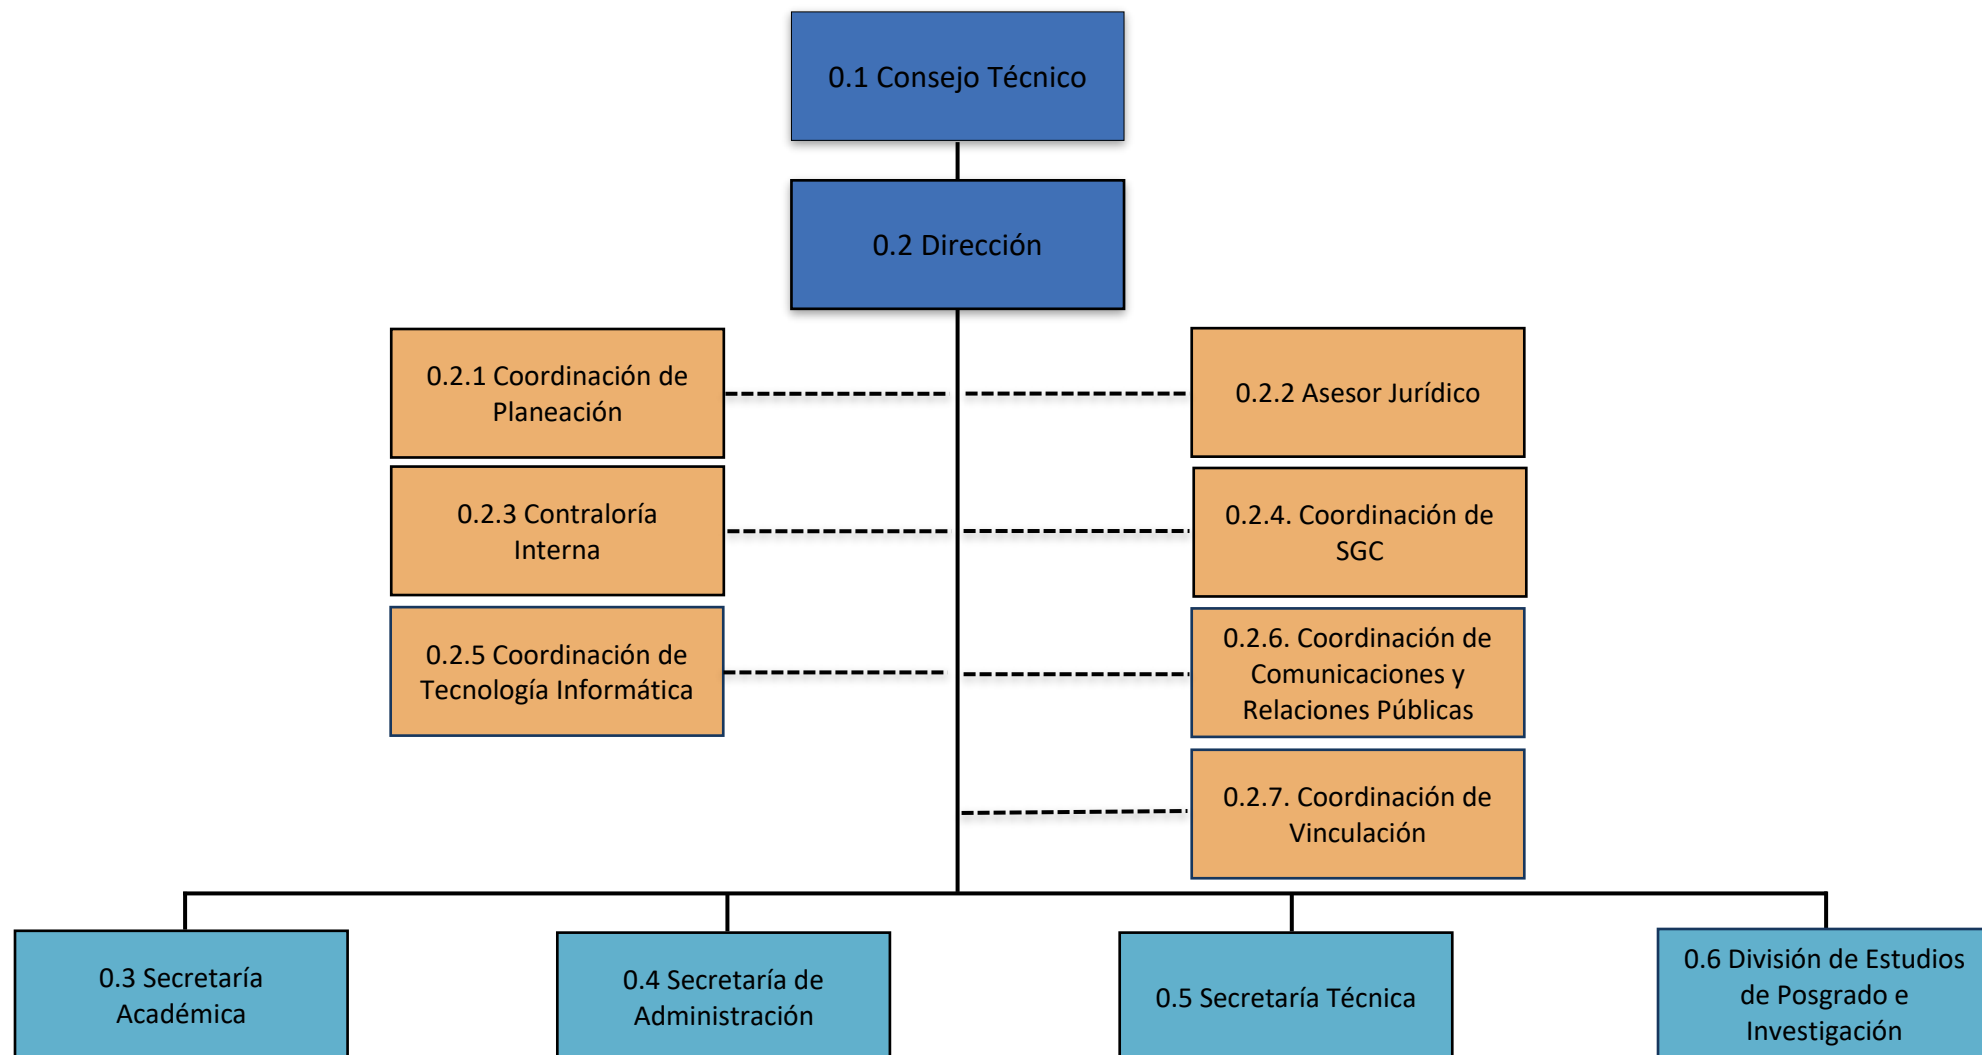 0.1 Consejo Técnico
0.2 Dirección
0.2.1 Coordinación de
Planeación
0.2.2 Asesor Jurídico
0.2.3 Contraloría
Interna
0.2.4. Coordinación de
SGC
0.2.5 Coordinación de
Tecnología Informática
0.2.6. Coordinación de
Comunicaciones y
Relaciones Públicas
0.2.7. Coordinación de
Vinculación
0.3 Secretaría
Académica
0.4 Secretaría de
Administración
0.5 Secretaría Técnica
0.6 División de Estudios
de Posgrado e
Investigación